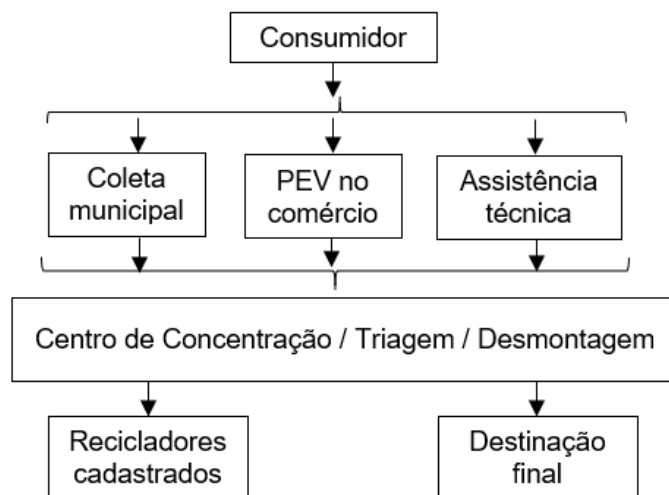 Consumidor
Coleta
municipal
PEV no
comércio
Assistência
técnica
Centro de Concentração / Triagem / Desmontagem
Recicladores
cadastrados
Destinação
final